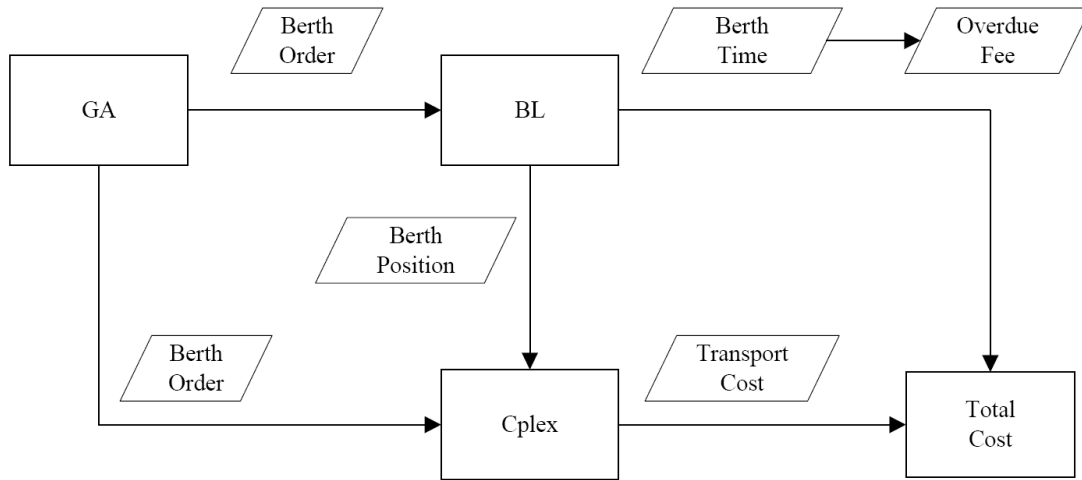 Berth
Order
Berth
Time
Overdue
Fee
GA
BL
Berth
Position
Berth
Order
Transport
Cost
Cplex
Total
Cost